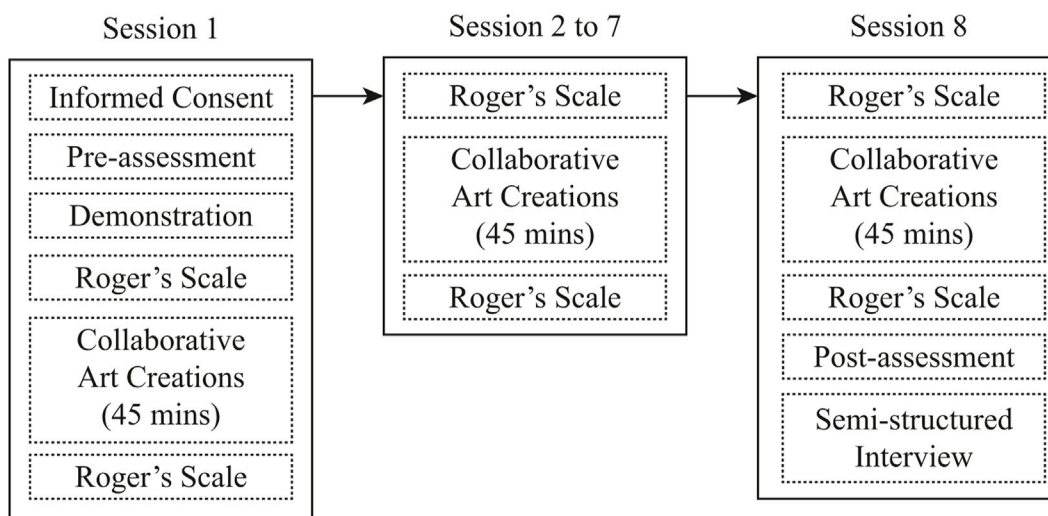 Session 1
Informed Consent
Pre-assessment
Demonstration
Roger’s Scale
Collaborative
Art Creations
(45 mins)
Roger’s Scale
Session 2 to 7
Roger’s Scale
Collaborative
Art Creations
(45 mins)
Roger’s Scale
Session 8
Roger’s Scale
Collaborative
Art Creations
(45 mins)
Roger’s Scale
Post-assessment
Semi-structured
Interview